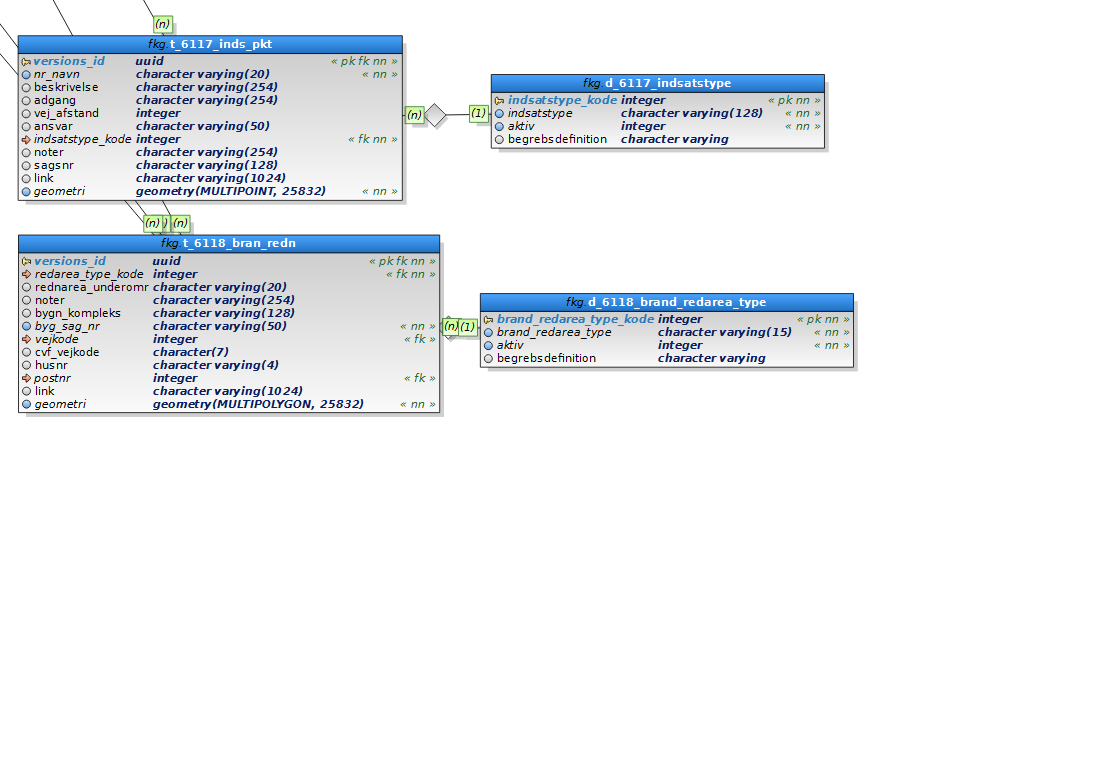 (n)
fkg.t_6117_inds_pkt
versions_id uuid « pk fk nn »
nr_navn character varying(20) « nn »
beskrivelse character varying(254)
adgang character varying(254)
vej_afstand integer
ansvar character varying(50)
indsatstype_kode integer « fk nn »
noter character varying(254)
sagsnr character varying(128)
link character varying(1024)
geometri geometry(MULTIPOINT, 25832) « nn »
(n) (1)
fkg.d_6117_indsatstype
indsatstype_kode integer « pk nn »
indsatstype character varying(128) « nn »
aktiv integer « nn »
begrebsdefinition character varying
(n) ) (n)
fkg.t_6118_bran_redn
versions_id uuid « pk fk nn »
redarea_type_kode integer « fk nn »
rednarea_underomr character varying(20)
noter character varying(254)
bygn_kompleks character varying(128)
byg_sag_nr character varying(50) « nn »
vejkode integer « fk »
cvf_vejkode character(7)
husnr character varying(4)
postnr integer « fk »
link character varying(1024)
geometri geometry(MULTIPOLYGON, 25832) « nn »
(n) (1)
fkg.d_6118_brand_redarea_type
brand_redarea_type_kode integer « pk nn »
brand_redarea_type character varying(15) « nn »
aktiv integer « nn »
begrebsdefinition character varying